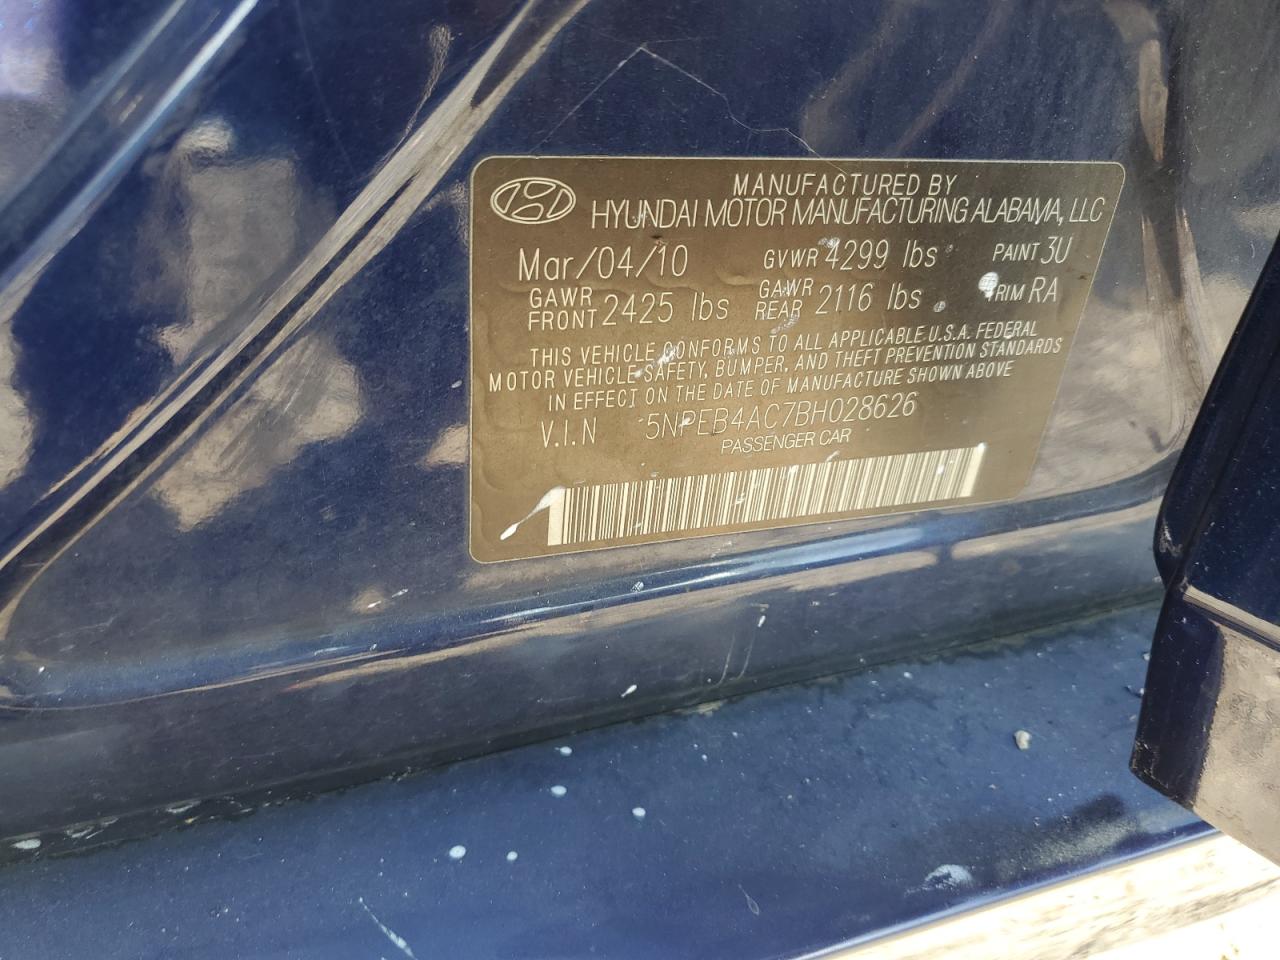 MANUFACTURED BY
HYUNDAI MOTOR MANUFACTURING ALABAMA, LLC
Mar/04/10 GVWR 4299 lbs PAINT 3U
GAWR FRONT 2425 lbs GAWR REAR 2116 lbs TRIM RA
THIS VEHICLE CONFORMS TO ALL APPLICABLE U.S.A. FEDERAL
MOTOR VEHICLE SAFETY, BUMPER, AND THEFT PREVENTION STANDARDS
IN EFFECT ON THE DATE OF MANUFACTURE SHOWN ABOVE
V.I.N 5NPEB4AC7BH028626
PASSENGER CAR